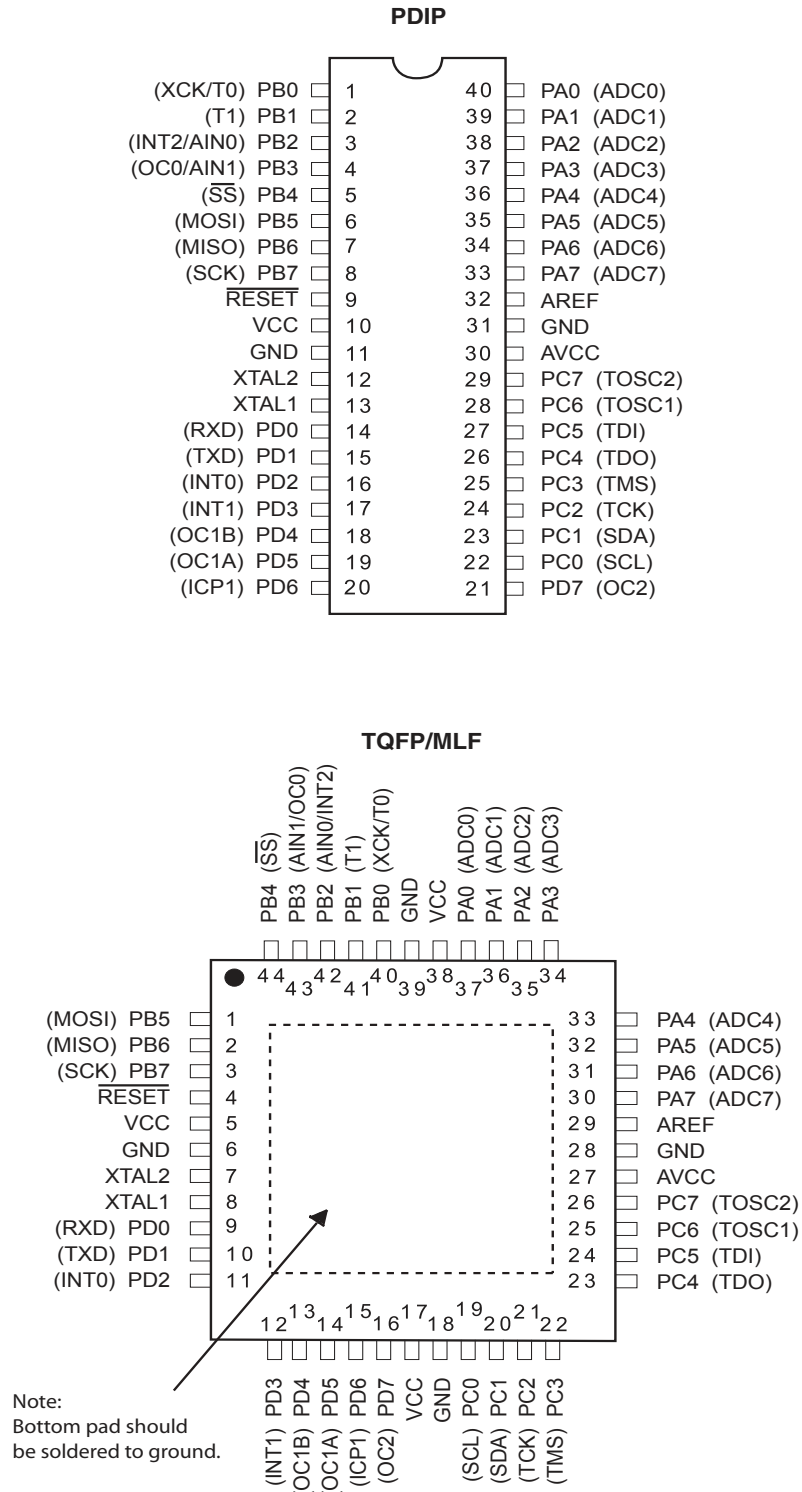 PDIP
(XCK/T0) PB0 1 40 PA0 (ADC0)
(T1) PB1 2 39 PA1 (ADC1)
(INT2/AIN0) PB2 3 38 PA2 (ADC2)
(OC0/AIN1) PB3 4 37 PA3 (ADC3)
(SS) PB4 5 36 PA4 (ADC4)
(MOSI) PB5 6 35 PA5 (ADC5)
(MISO) PB6 7 34 PA6 (ADC6)
(SCK) PB7 8 33 PA7 (ADC7)
RESET 9 32 AREF
VCC 10 31 GND
GND 11 30 AVCC
XTAL2 12 29 PC7 (TOSC2)
XTAL1 13 28 PC6 (TOSC1)
(RXD) PD0 14 27 PC5 (TDI)
(TXD) PD1 15 26 PC4 (TDO)
(INT0) PD2 16 25 PC3 (TMS)
(INT1) PD3 17 24 PC2 (TCK)
(OC1B) PD4 18 23 PC1 (SDA)
(OC1A) PD5 19 22 PC0 (SCL)
(ICP1) PD6 20 21 PD7 (OC2)
TQFP/MLF
PB4 (SS)
PB3 (AIN1/OC0)
PB2 (AIN0/INT2)
PB1 (T1)
PB0 (XCK/T0)
GND
VCC
PA0 (ADC0)
PA1 (ADC1)
PA2 (ADC2)
PA3 (ADC3)
44 43 42 41 40 39 38 37 36 35 34
(MOSI) PB5 1 33 PA4 (ADC4)
(MISO) PB6 2 32 PA5 (ADC5)
(SCK) PB7 3 31 PA6 (ADC6)
RESET 4 30 PA7 (ADC7)
VCC 5 29 AREF
GND 6 28 GND
XTAL2 7 27 AVCC
XTAL1 8 26 PC7 (TOSC2)
(RXD) PD0 9 25 PC6 (TOSC1)
(TXD) PD1 10 24 PC5 (TDI)
(INT0) PD2 11 23 PC4 (TDO)
12 13 14 15 16 17 18 19 20 21 22
(INT1) PD3
(OC1B) PD4
(OC1A) PD5
(ICP1) PD6
(OC2) PD7
VCC
GND
(SCL) PC0
(SDA) PC1
(TCK) PC2
(TMS) PC3
Note:
Bottom pad should
be soldered to ground.